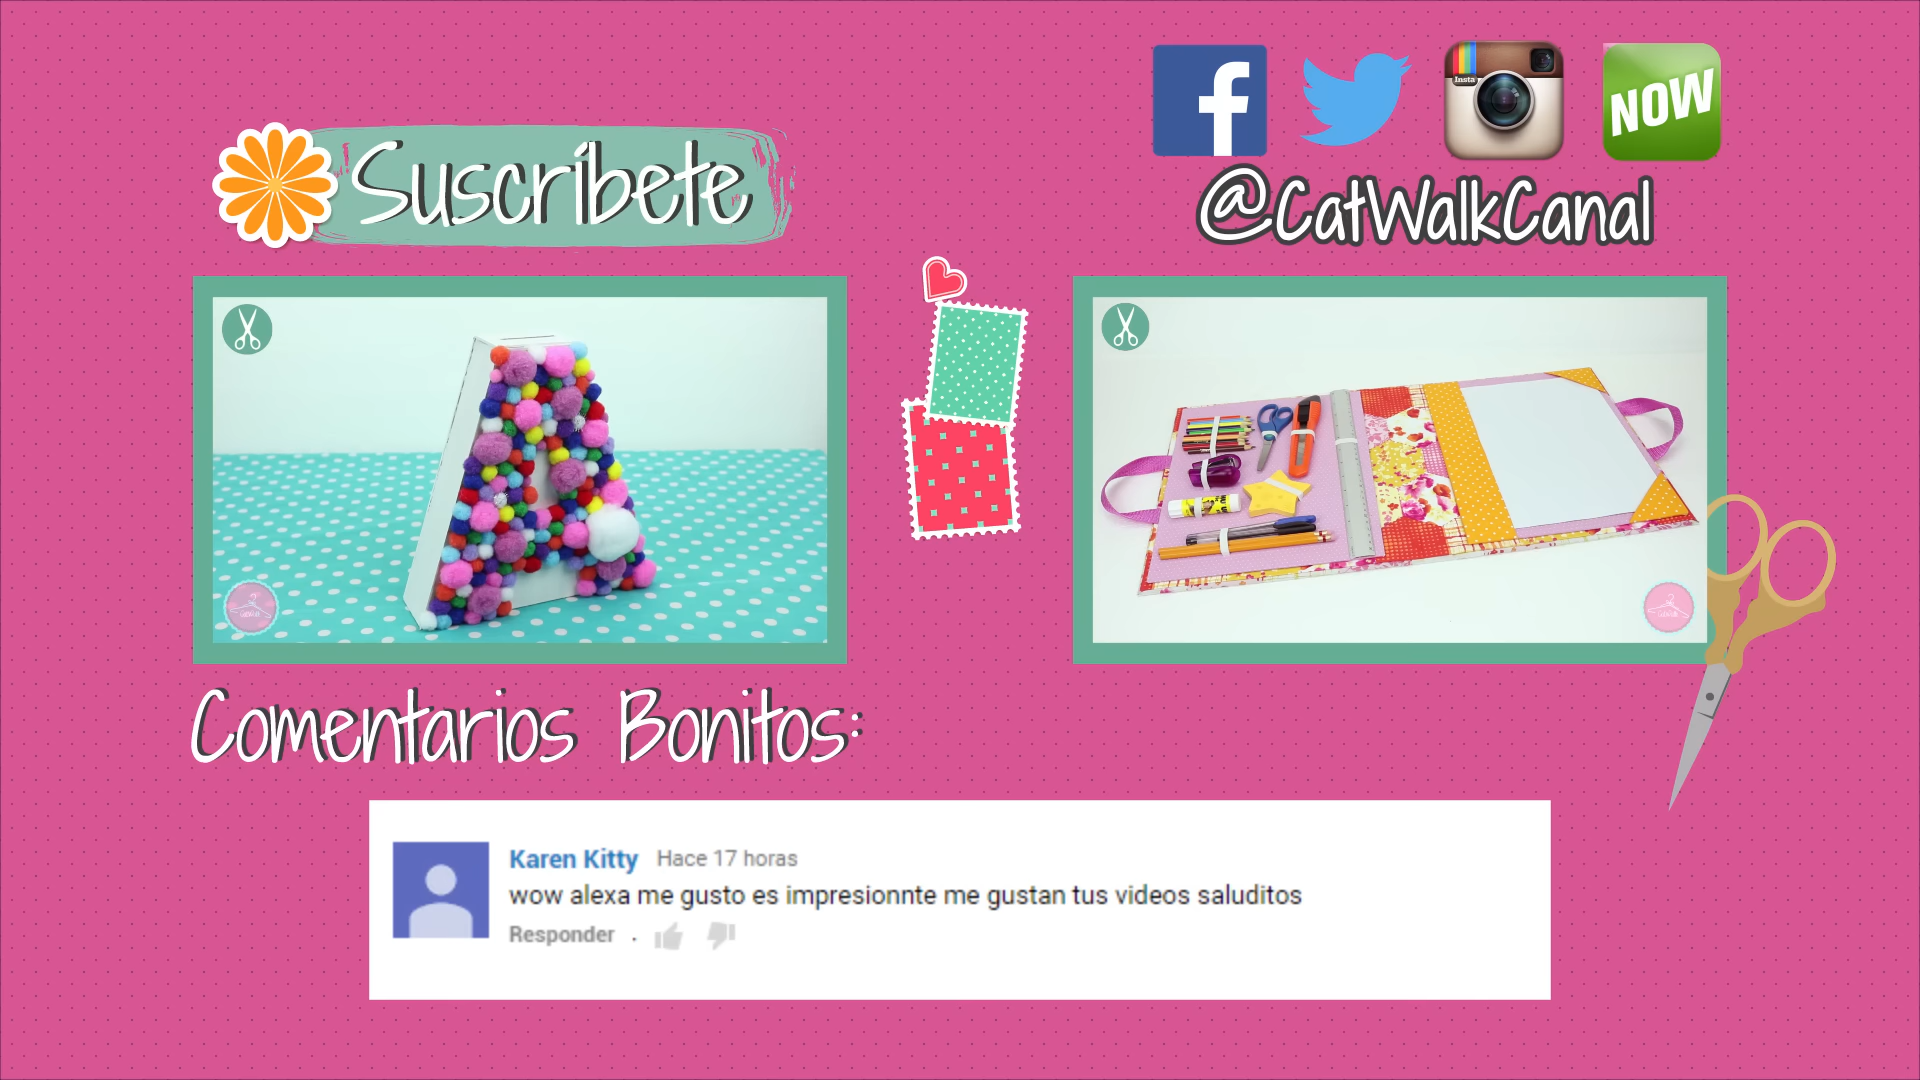 NOW
Insta
Suscríbete
@CatWalkCanal
Comentarios Bonitos:
Karen Kitty Hace 17 horas
wow alexa me gusto es impresionnte me gustan tus videos saluditos
Responder .